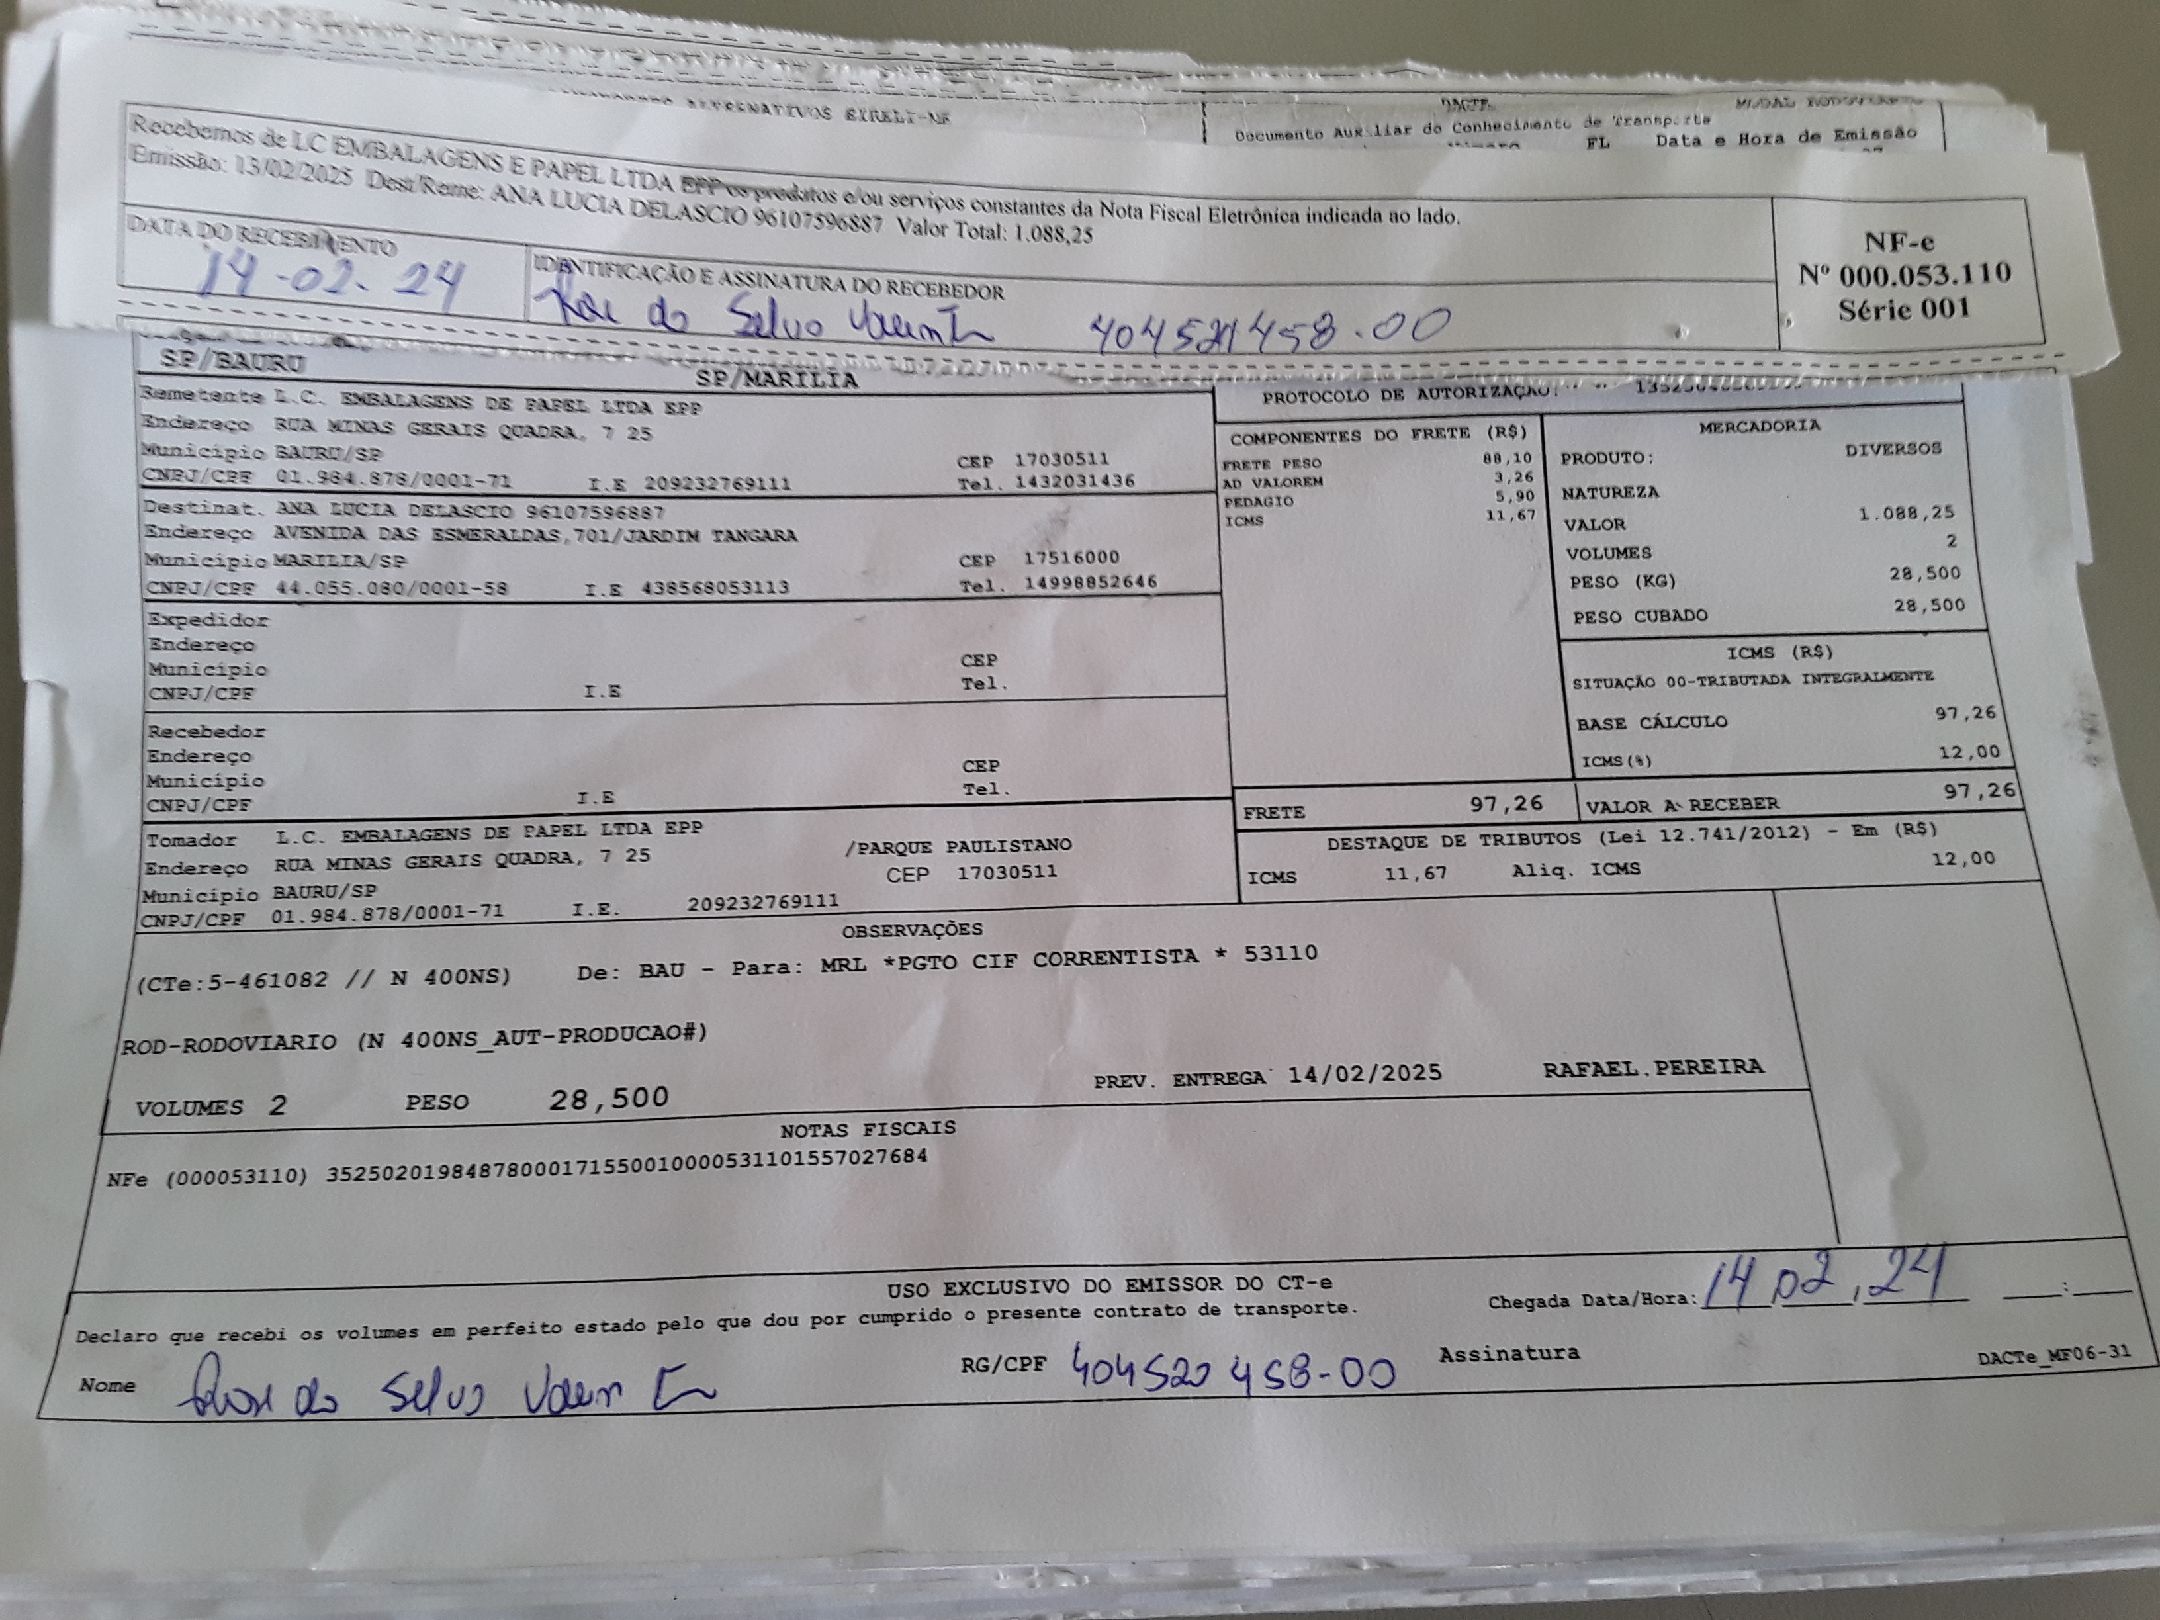 ALTERNATIVOS EIRELI-ME
DACTE
Documento Auxiliar do Conhecimento de Transporte
FL Data e Hora de Emissão
Recebemos de LC EMBALAGENS E PAPEL LTDA EPP os produtos e/ou serviços constantes da Nota Fiscal Eletrônica indicada ao lado.
Emissão: 13/02/2025 Dest/Reme: ANA LUCIA DELASCIO 96107596887 Valor Total: 1.088,25
DATA DO RECEBIMENTO
14-02.24
IDENTIFICAÇÃO E ASSINATURA DO RECEBEDOR
NF-e
Nº 000.053.110
Série 001
SP/BAURU
SP/MARILIA
Remetente L.C. EMBALAGENS DE PAPEL LTDA EPP
Endereço RUA MINAS GERAIS QUADRA, 7 25
Município BAURU/SP CEP 17030511
CNPJ/CPF 01.984.878/0001-71 I.E 209232769111 Tel. 1432031436
Destinat. ANA LUCIA DELASCIO 96107596887
Endereço AVENIDA DAS ESMERALDAS,701/JARDIM TANGARA
Município MARILIA/SP CEP 17516000
CNPJ/CPF 44.055.080/0001-58 I.E 438568053113 Tel. 14998852646
Expedidor
Endereço
Município CEP
CNPJ/CPF I.E Tel.
Recebedor
Endereço
Município CEP
CNPJ/CPF I.E Tel.
Tomador L.C. EMBALAGENS DE PAPEL LTDA EPP
Endereço RUA MINAS GERAIS QUADRA, 7 25 /PARQUE PAULISTANO
Município BAURU/SP CEP 17030511
CNPJ/CPF 01.984.878/0001-71 I.E. 209232769111
PROTOCOLO DE AUTORIZAÇÃO:
COMPONENTES DO FRETE (R$)
FRETE PESO 88,10
AD VALOREM 3,26
PEDAGIO 5,90
ICMS 11,67
MERCADORIA
PRODUTO: DIVERSOS
NATUREZA
VALOR 1.088,25
VOLUMES 2
PESO (KG) 28,500
PESO CUBADO 28,500
ICMS (R$)
SITUAÇÃO 00-TRIBUTADA INTEGRALMENTE
BASE CÁLCULO 97,26
ICMS(%) 12,00
FRETE 97,26 VALOR A RECEBER 97,26
DESTAQUE DE TRIBUTOS (Lei 12.741/2012) - Em (R$)
ICMS 11,67 Aliq. ICMS 12,00
OBSERVAÇÕES
(CTe:5-461082 // N 400NS) De: BAU - Para: MRL *PGTO CIF CORRENTISTA * 53110
ROD-RODOVIARIO (N 400NS_AUT-PRODUCAO#)
VOLUMES 2 PESO 28,500 PREV. ENTREGA 14/02/2025 RAFAEL.PEREIRA
NOTAS FISCAIS
NFe (000053110) 35250201984878000171550010000531101557027684
USO EXCLUSIVO DO EMISSOR DO CT-e
Declaro que recebi os volumes em perfeito estado pelo que dou por cumprido o presente contrato de transporte.
Chegada Data/Hora: 14,02,24 :
Nome
RG/CPF 404520458-00 Assinatura
DACTe_MF06-31